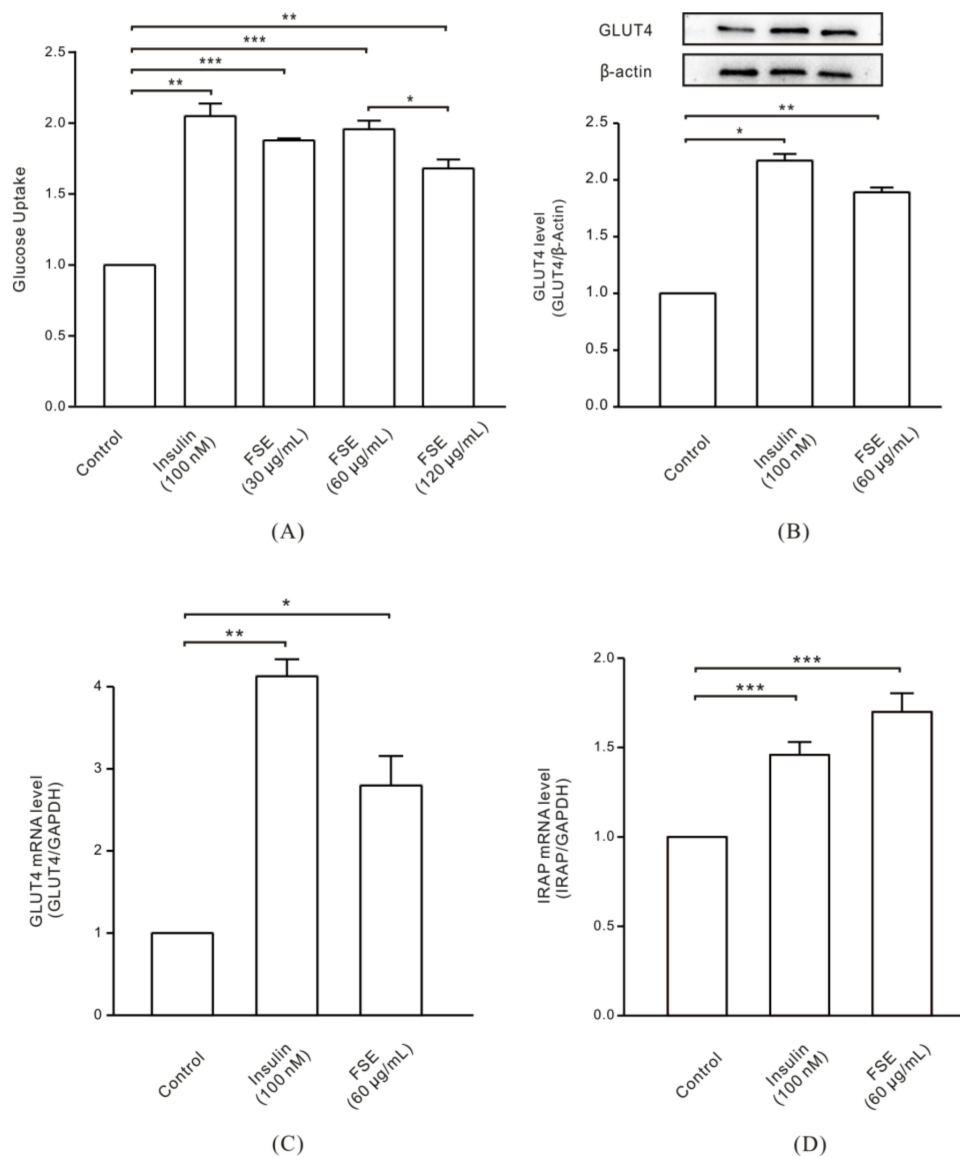 **
***
***
**
*
2.5
2.0
1.5
1.0
0.5
0.0
Glucose Uptake
Control
Insulin
(100 nM)
FSE
(30 µg/mL)
FSE
(60 µg/mL)
FSE
(120 µg/mL)
(A)
GLUT4
β-actin
**
*
2.5
2.0
1.5
1.0
0.5
0.0
GLUT4 level
(GLUT4/β-Actin)
Control
Insulin
(100 nM)
FSE
(60 µg/mL)
(B)
*
**
4
3
2
1
0
GLUT4 mRNA level
(GLUT4/GAPDH)
Control
Insulin
(100 nM)
FSE
(60 µg/mL)
(C)
***
***
2.0
1.5
1.0
0.5
0.0
IRAP mRNA level
(IRAP/GAPDH)
Control
Insulin
(100 nM)
FSE
(60 µg/mL)
(D)